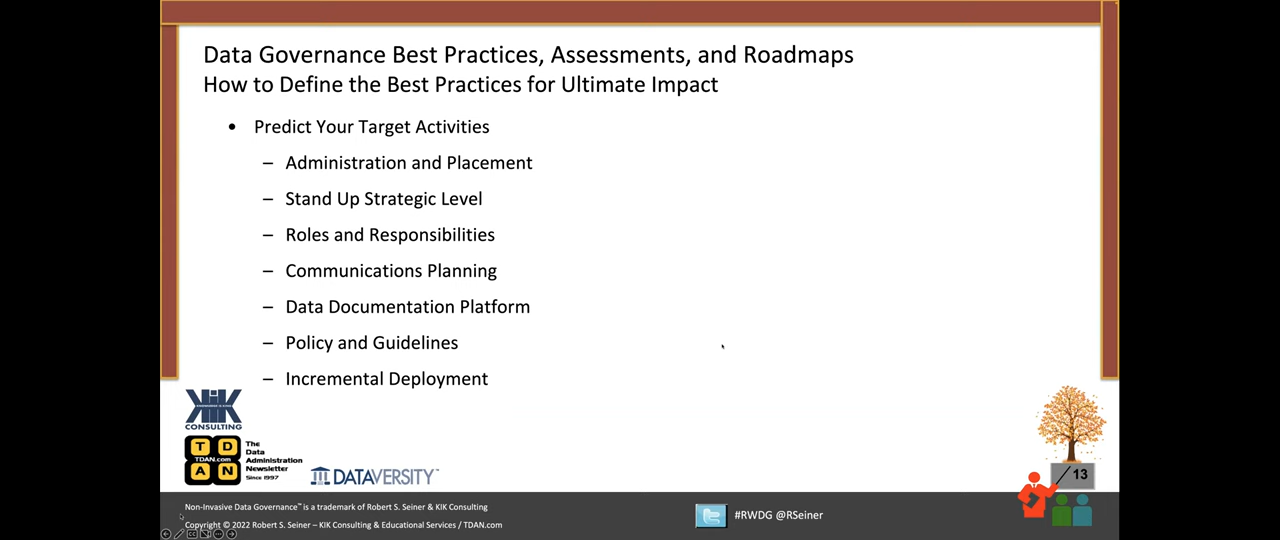 Data Governance Best Practices, Assessments, and Roadmaps
How to Define the Best Practices for Ultimate Impact
• Predict Your Target Activities
– Administration and Placement
– Stand Up Strategic Level
– Roles and Responsibilities
– Communications Planning
– Data Documentation Platform
– Policy and Guidelines
– Incremental Deployment
KIK
CONSULTING
T D
TDAN.com
A N
The
Data
Administration
Newsletter
Since 1997
DATAVERSITY™
13
Non-Invasive Data Governance™ is a trademark of Robert S. Seiner & KIK Consulting
Copyright © 2022 Robert S. Seiner – KIK Consulting & Educational Services / TDAN.com
#RWDG @RSeiner